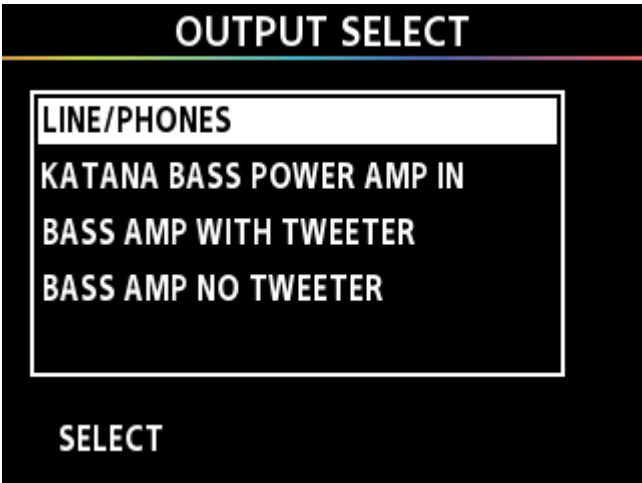 OUTPUT SELECT
LINE/PHONES
KATANA BASS POWER AMP IN
BASS AMP WITH TWEETER
BASS AMP NO TWEETER
SELECT